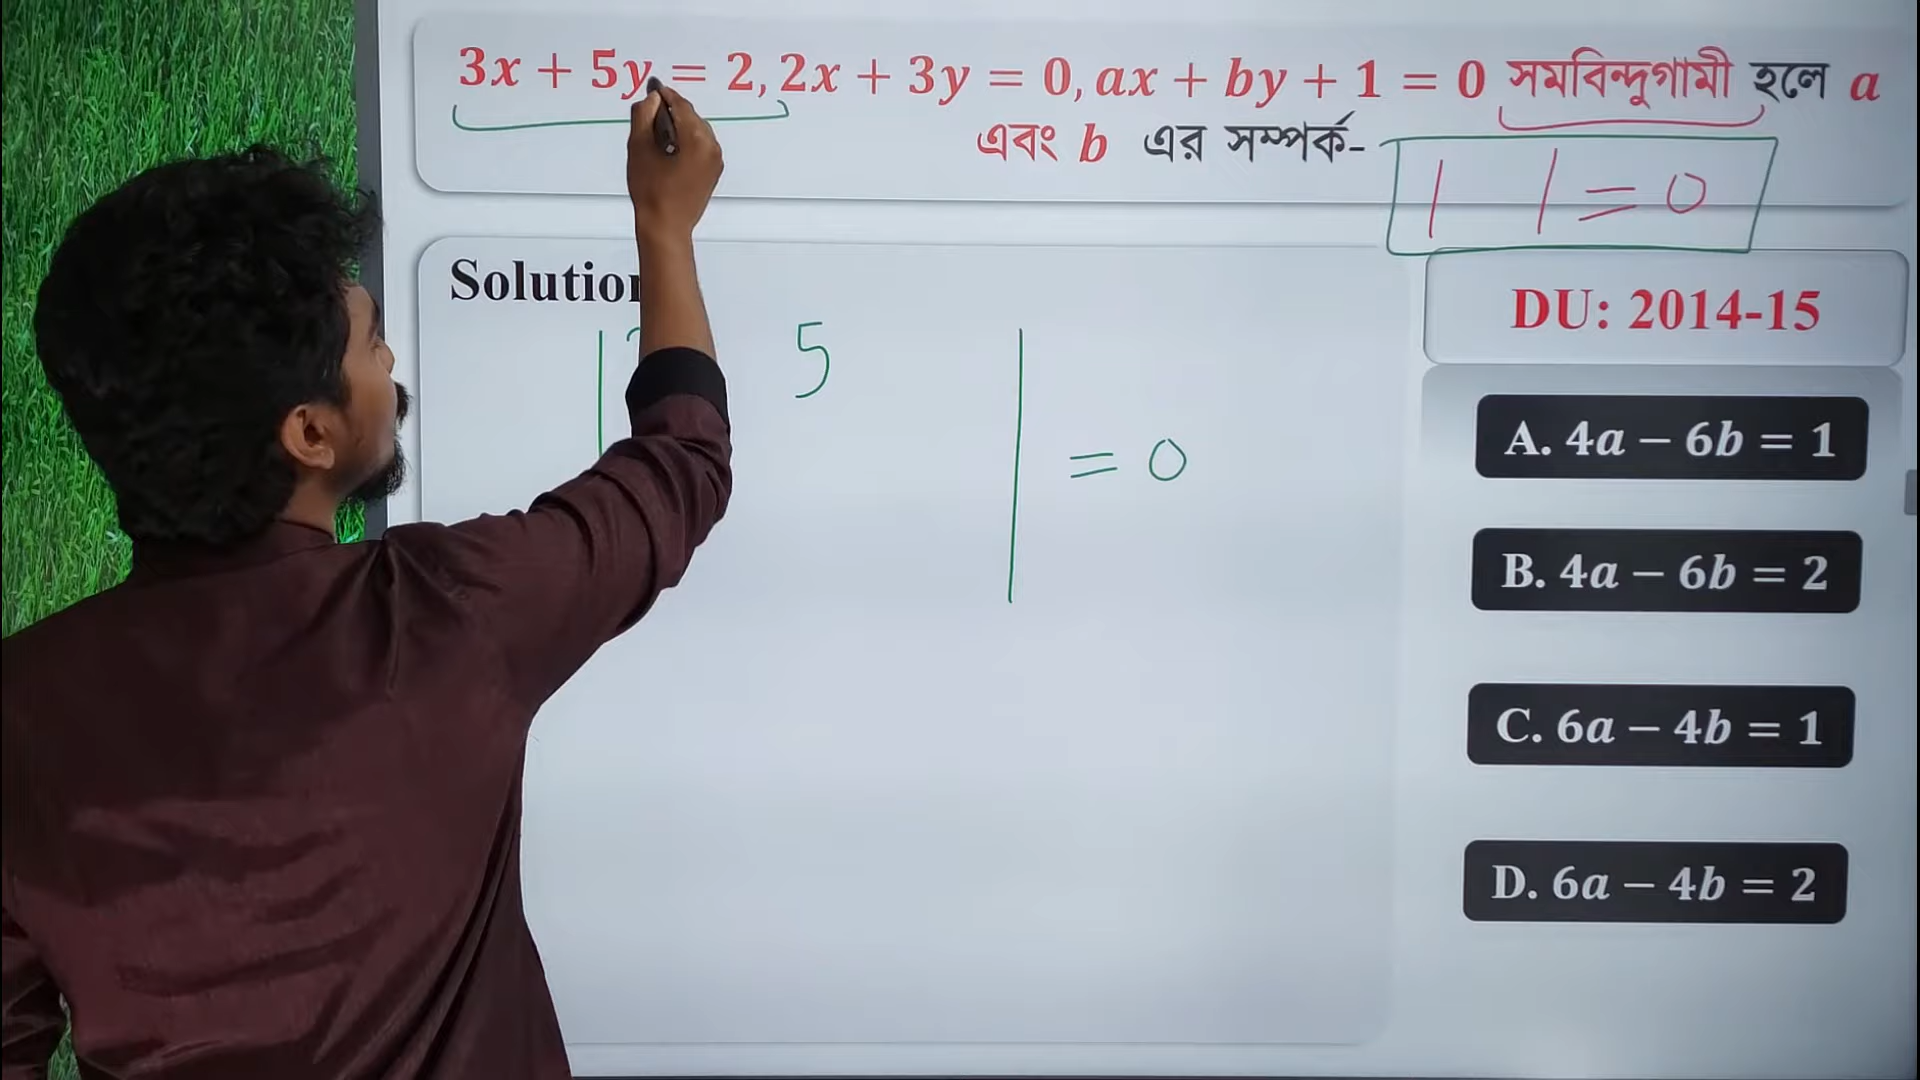 3x + 5y = 2, 2x + 3y = 0, ax + by + 1 = 0 সমবিন্দুগামী হলে a
এবং b এর সম্পর্ক-
| | = 0
Solution
DU: 2014-15
| 5 | = 0
A. 4a − 6b = 1
B. 4a − 6b = 2
C. 6a − 4b = 1
D. 6a − 4b = 2